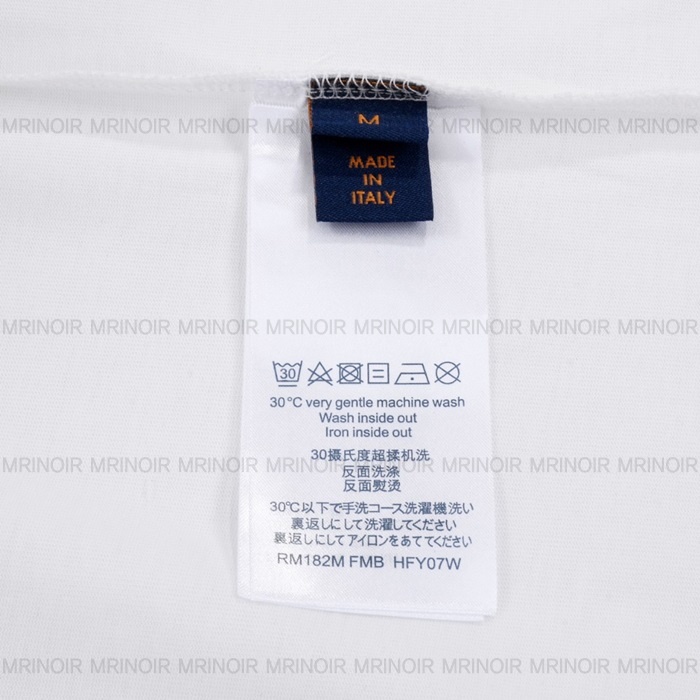 MRINOIR MRINOIR MRINOIR MRINOIR MRINOIR MRINOIR MRINOIR MRINOIR
M
MADE
IN
ITALY
MRINOIR MRINOIR MRINOIR MRINOIR MRINOIR MRINOIR MRINOIR MRINOIR
30
30°C very gentle machine wash
Wash inside out
Iron inside out
30摄氏度超揉机洗
MRINOIR MRINOIR MRINOIR MRINOIR MRINOIR MRINOIR MRINOIR MRINOIR
反面洗涤
反面熨烫
30℃以下で手洗コース洗濯機洗い
裏返しにして洗濯してください
裏返しにしてアイロンをあててください
RM182M FMB HFY07W
MRINOIR MRINOIR MRINOIR MRINOIR MRINOIR MRINOIR MRINOIR MRINOIR